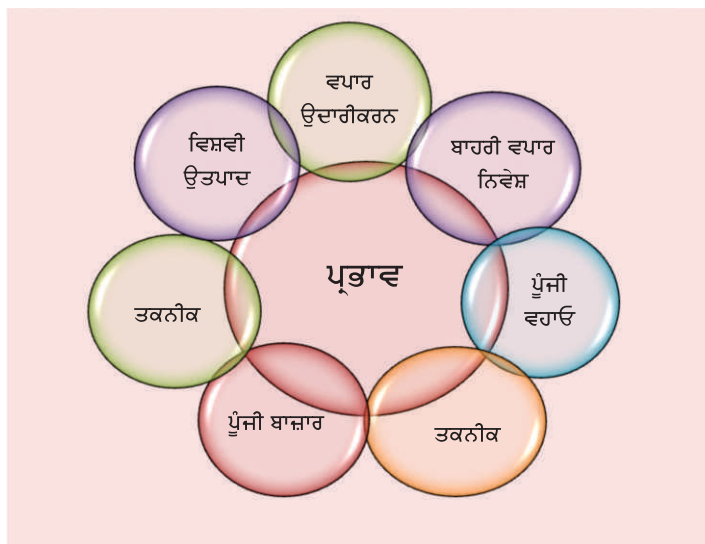 ਵਪਾਰ
ਉਦਾਰੀਕਰਨ
ਬਾਹਰੀ ਵਪਾਰ
ਨਿਵੇਸ਼
ਪੂੰਜੀ
ਵਹਾਓ
ਤਕਨੀਕ
ਪੂੰਜੀ ਬਾਜ਼ਾਰ
ਤਕਨੀਕ
ਵਿਸ਼ਵੀ
ਉਤਪਾਦ
ਪ੍ਰਭਾਵ